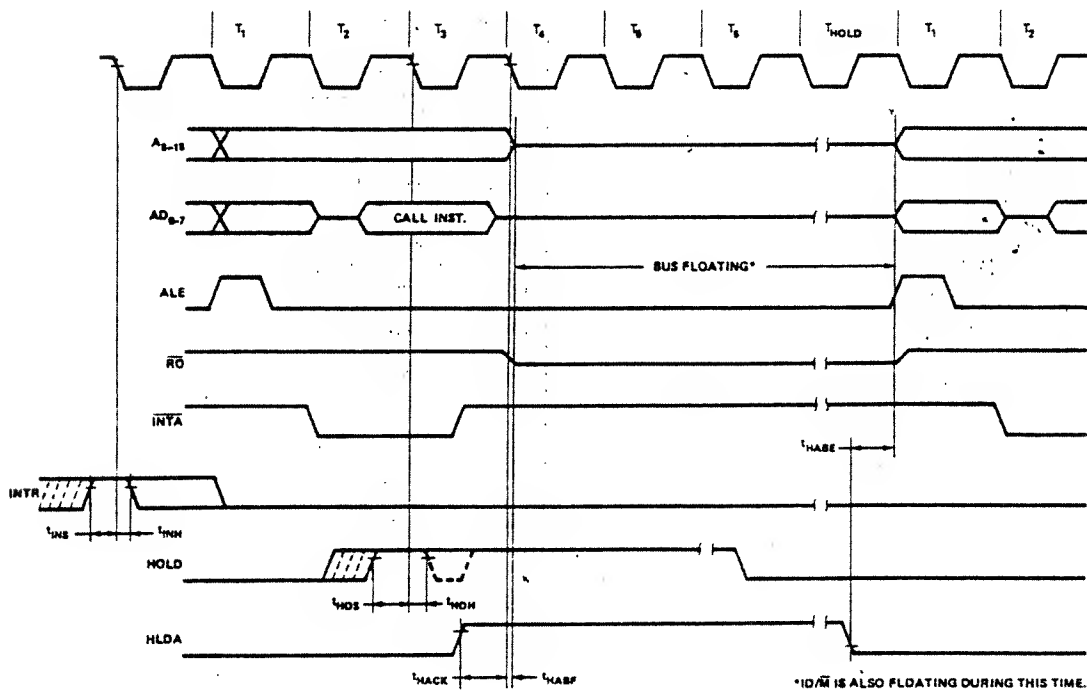 T1 T2 T3 T4 T5 T6 THOLD T1 T2
A8–15
AD0–7
CALL INST.
BUS FLOATING*
ALE
RD
INTA
tHABE
INTR
tINS
tINH
HOLD
tHDS
tHDH
HLDA
tHACK
tHABF
*IO/M IS ALSO FLOATING DURING THIS TIME.